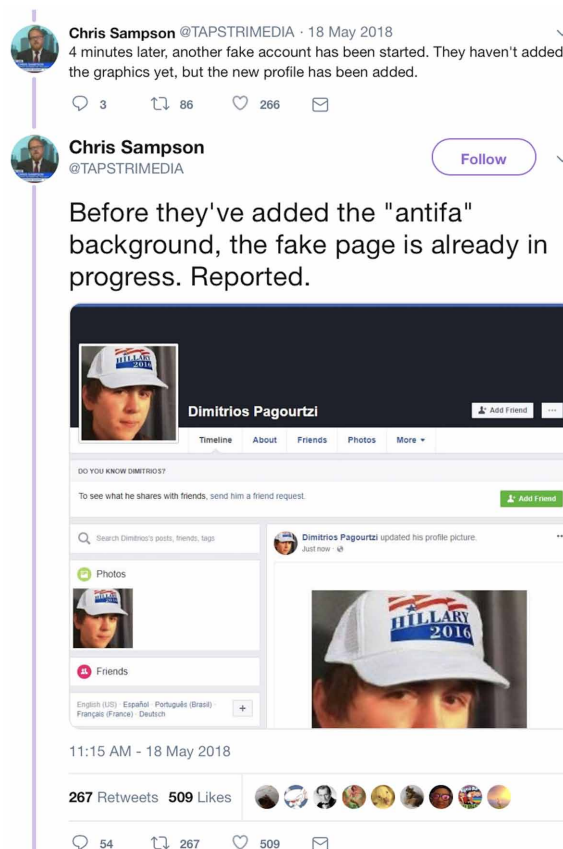 Chris Sampson @TAPSTRIMEDIA · 18 May 2018
4 minutes later, another fake account has been started. They haven't added
the graphics yet, but the new profile has been added.
3 86 266
Chris Sampson
@TAPSTRIMEDIA
Follow
Before they've added the "antifa"
background, the fake page is already in
progress. Reported.
HILLARY
2016
Dimitrios Pagourtzi
Add Friend
Timeline About Friends Photos More
DO YOU KNOW DIMITRIOS?
To see what he shares with friends, send him a friend request.
Add Friend
Search Dimitrios's posts, friends, tags
Dimitrios Pagourtzi updated his profile picture.
Just now ·
Photos
HILLARY
2016
HILLARY
2016
Friends
English (US) · Español · Português (Brasil) ·
Français (France) · Deutsch
+
11:15 AM - 18 May 2018
267 Retweets 509 Likes
54 267 509